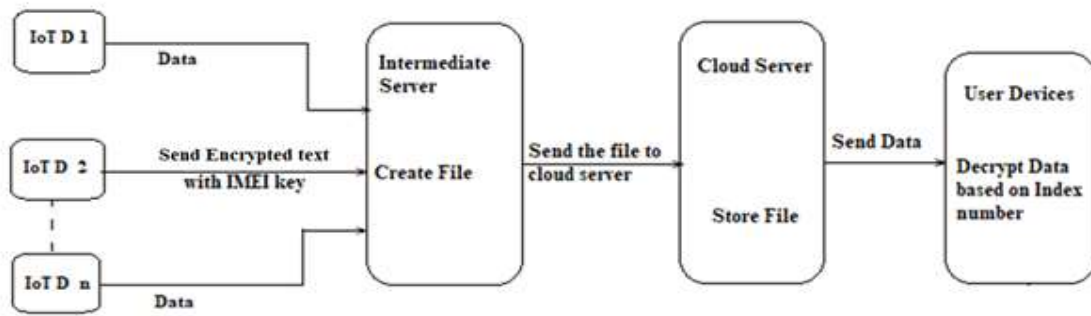 IoT D 1
Data
IoT D 2
Send Encrypted text
with IMEI key
IoT D n
Data
Intermediate
Server
Create File
Send the file to
cloud server
Cloud Server
Store File
Send Data
User Devices
Decrypt Data
based on Index
number